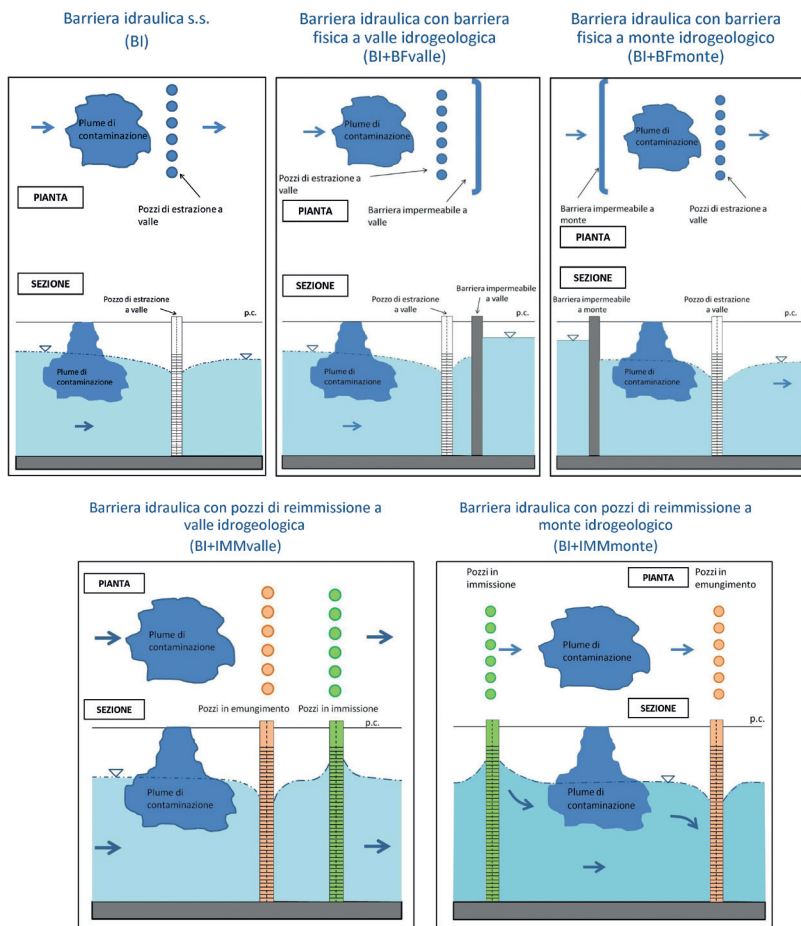 Barriera idraulica s.s.
(BI)
Barriera idraulica con barriera
fisica a valle idrogeologica
(BI+BFvalle)
Barriera idraulica con barriera
fisica a monte idrogeologico
(BI+BFmonte)
Plume di
contaminazione
Pozzi di estrazione a
valle
PIANTA
SEZIONE
Pozzo di estrazione
a valle
p.c.
Plume di
contaminazione
Plume di
contaminazione
Pozzi di estrazione a
valle
PIANTA
Barriera impermeabile a
valle
SEZIONE
Pozzo di estrazione
a valle
Barriera impermeabile
a valle
p.c.
Plume di
contaminazione
Plume di
contaminazione
Barriera impermeabile a
monte
Pozzi di estrazione a
valle
PIANTA
SEZIONE
Barriera impermeabile
a monte
Pozzo di estrazione
a valle
p.c.
Plume di
contaminazione
Barriera idraulica con pozzi di reimmissione a
valle idrogeologica
(BI+IMMvalle)
Barriera idraulica con pozzi di reimmissione a
monte idrogeologico
(BI+IMMmonte)
PIANTA
Plume di
contaminazione
SEZIONE
Pozzi in emungimento
Pozzi in immissione
p.c.
Plume di
contaminazione
Pozzi in
immissione
PIANTA
Pozzi in
emungimento
Plume di
contaminazione
SEZIONE
p.c.
Plume di
contaminazione